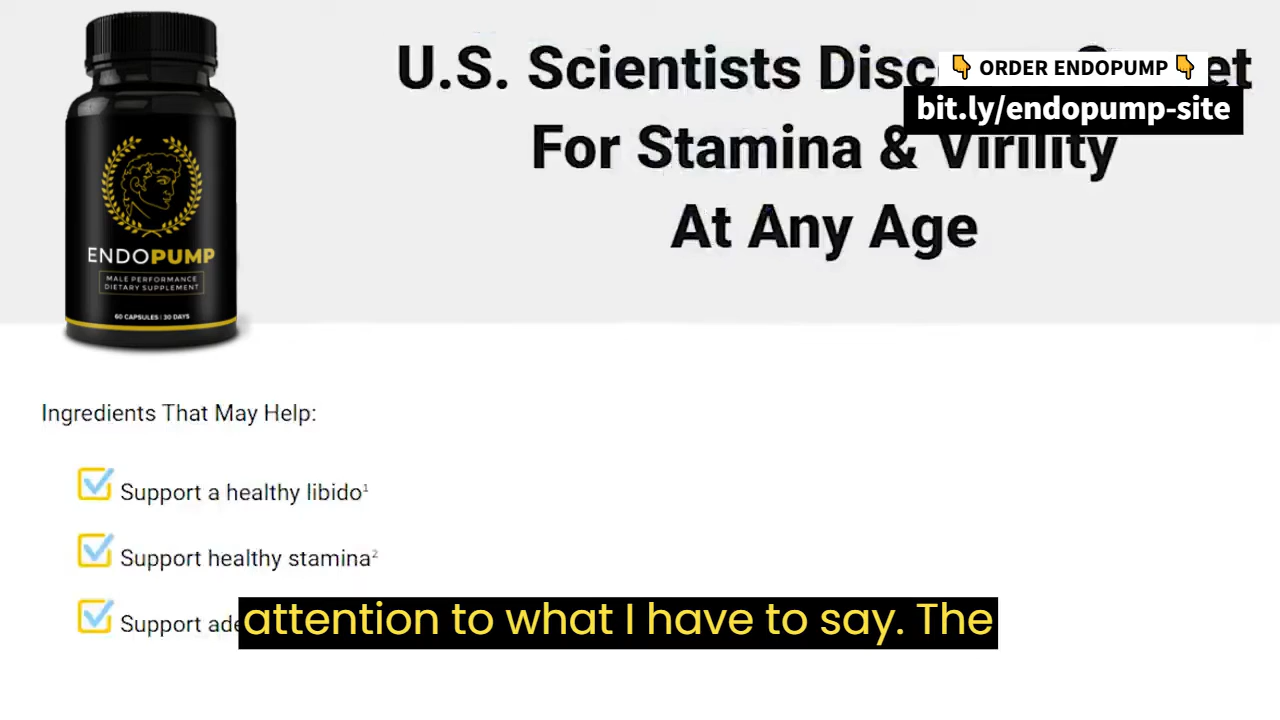 U.S. Scientists
👇 ORDER ENDOPUMP 👇
bit.ly/endopump-site
For Stamina & Virility
At Any Age
ENDOPUMP
MALE PERFORMANCE
DIETARY SUPPLEMENT
60 CAPSULES | 30 DAYS
Ingredients That May Help:
Support a healthy libido¹
Support healthy stamina²
Support
attention to what I have to say. The